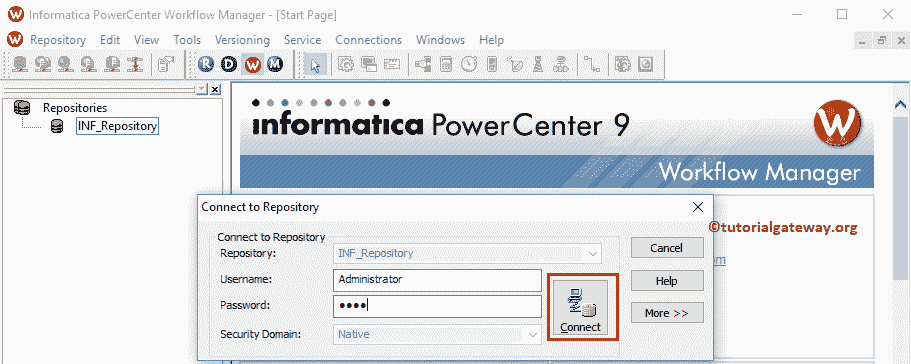 Informatica PowerCenter Workflow Manager - [Start Page]
Repository Edit View Tools Versioning Service Connections Windows Help
R D W M
Repositories
INF_Repository
informatica PowerCenter 9
W
Workflow Manager
Connect to Repository
©tutorialgateway.org
Connect to Repository
Repository: INF_Repository
Cancel
om
Username: Administrator
Help
Password: ••••
Connect
More >>
Security Domain: Native